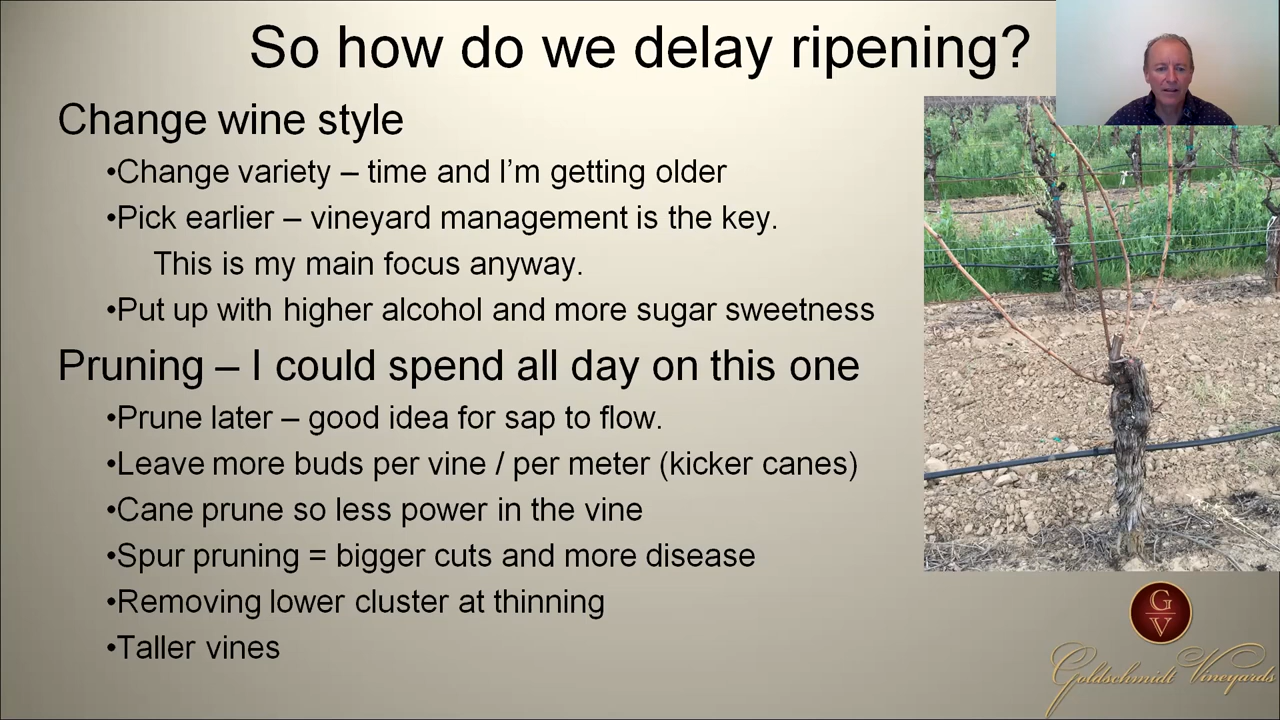 So how do we delay ripening?
Change wine style
•Change variety – time and I’m getting older
•Pick earlier – vineyard management is the key.
This is my main focus anyway.
•Put up with higher alcohol and more sugar sweetness
Pruning – I could spend all day on this one
•Prune later – good idea for sap to flow.
•Leave more buds per vine / per meter (kicker canes)
•Cane prune so less power in the vine
•Spur pruning = bigger cuts and more disease
•Removing lower cluster at thinning
•Taller vines
G
V
Goldschmidt Vineyards